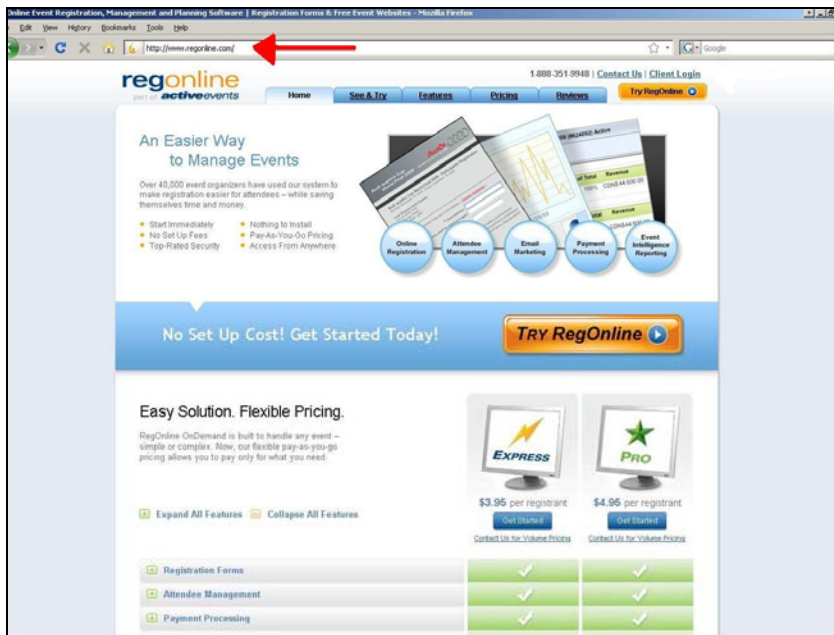 Online Event Registration, Management and Planning Software | Registration Forms & Free Event Websites - Mozilla Firefox
Edit View History Bookmarks Tools Help
http://www.regonline.com/
Google
regonline
part of activeevents
1-888-351-9948 | Contact Us | Client Login
Home See & Try Features Pricing Reviews Try RegOnline
An Easier Way
to Manage Events
Over 40,000 event organizers have used our system to
make registration easier for attendees – while saving
themselves time and money.
Start Immediately Nothing to Install
No Set Up Fees Pay-As-You-Go Pricing
Top-Rated Security Access From Anywhere
Active
of Total Revenue
100%
Revenue
Online
Registration
Attendee
Management
Email
Marketing
Payment
Processing
Event
Intelligence
Reporting
No Set Up Cost! Get Started Today!
TRY RegOnline
Easy Solution. Flexible Pricing.
RegOnline OnDemand is built to handle any event –
simple or complex. Now, our flexible pay-as-you-go
pricing allows you to pay only for what you need.
EXPRESS
PRO
$3.95 per registrant $4.95 per registrant
Get Started Get Started
Contact Us for Volume Pricing Contact Us for Volume Pricing
Expand All Features Collapse All Features
Registration Forms
Attendee Management
Payment Processing